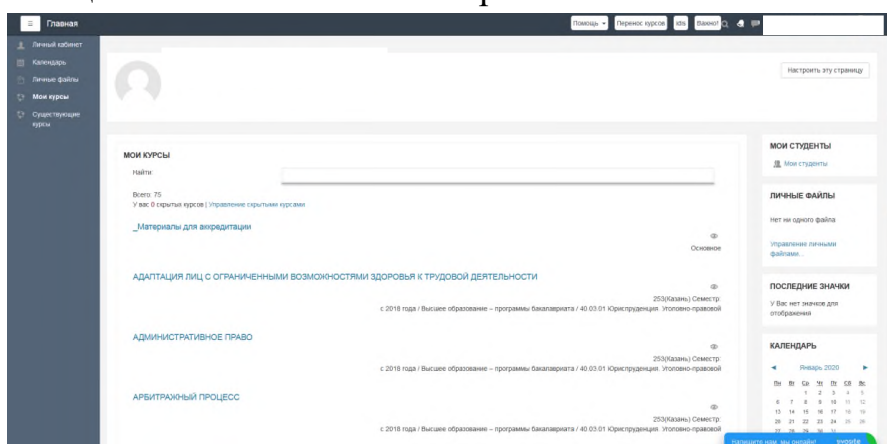 Главная
Помощь
Перенос курсов
idis
Важно!
Личный кабинет
Календарь
Личные файлы
Мои курсы
Существующие
курсы
Настроить эту страницу
МОИ КУРСЫ
Найти:
Всего: 75
У вас 0 скрытых курсов | Управление скрытыми курсами
_Материалы для аккредитации
Основное
АДАПТАЦИЯ ЛИЦ С ОГРАНИЧЕННЫМИ ВОЗМОЖНОСТЯМИ ЗДОРОВЬЯ К ТРУДОВОЙ ДЕЯТЕЛЬНОСТИ
253(Казань) Семестр:
с 2018 года / Высшее образование – программы бакалавриата / 40.03.01 Юриспруденция. Уголовно-правовой
АДМИНИСТРАТИВНОЕ ПРАВО
253(Казань) Семестр:
с 2018 года / Высшее образование – программы бакалавриата / 40.03.01 Юриспруденция. Уголовно-правовой
АРБИТРАЖНЫЙ ПРОЦЕСС
253(Казань) Семестр:
с 2018 года / Высшее образование – программы бакалавриата / 40.03.01 Юриспруденция. Уголовно-правовой
МОИ СТУДЕНТЫ
Мои студенты
ЛИЧНЫЕ ФАЙЛЫ
Нет ни одного файла
Управление личными
файлами...
ПОСЛЕДНИЕ ЗНАЧКИ
У Вас нет значков для
отображения
КАЛЕНДАРЬ
◄ Январь 2020 ►
Пн Вт Ср Чт Пт Сб Вс
1 2 3 4 5
6 7 8 9 10 11 12
13 14 15 16 17 18 19
20 21 22 23 24 25 26
27 28 29 30 31
Напишите нам, мы онлайн!